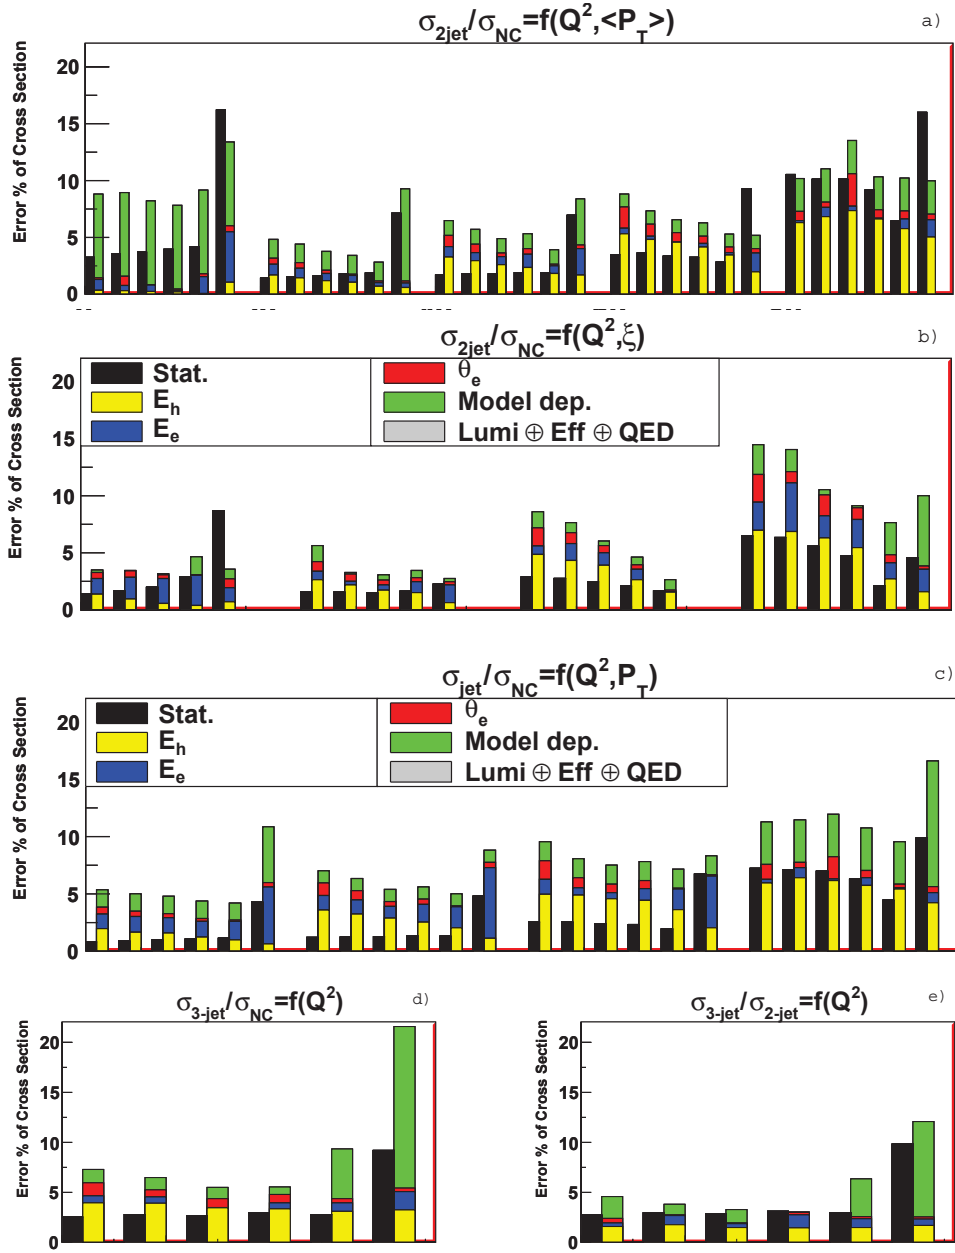 σ2jet/σNC=f(Q²,<PT>)
a)
Error % of Cross Section
20
15
10
5
0
σ2jet/σNC=f(Q²,ξ)
b)
Error % of Cross Section
20
15
10
5
0
Stat.
Eh
Ee
θe
Model dep.
Lumi ⊕ Eff ⊕ QED
σjet/σNC=f(Q²,PT)
c)
Error % of Cross Section
20
15
10
5
0
Stat.
Eh
Ee
θe
Model dep.
Lumi ⊕ Eff ⊕ QED
σ3-jet/σNC=f(Q²)
d)
Error % of Cross Section
20
15
10
5
0
σ3-jet/σ2-jet=f(Q²)
e)
Error % of Cross Section
20
15
10
5
0